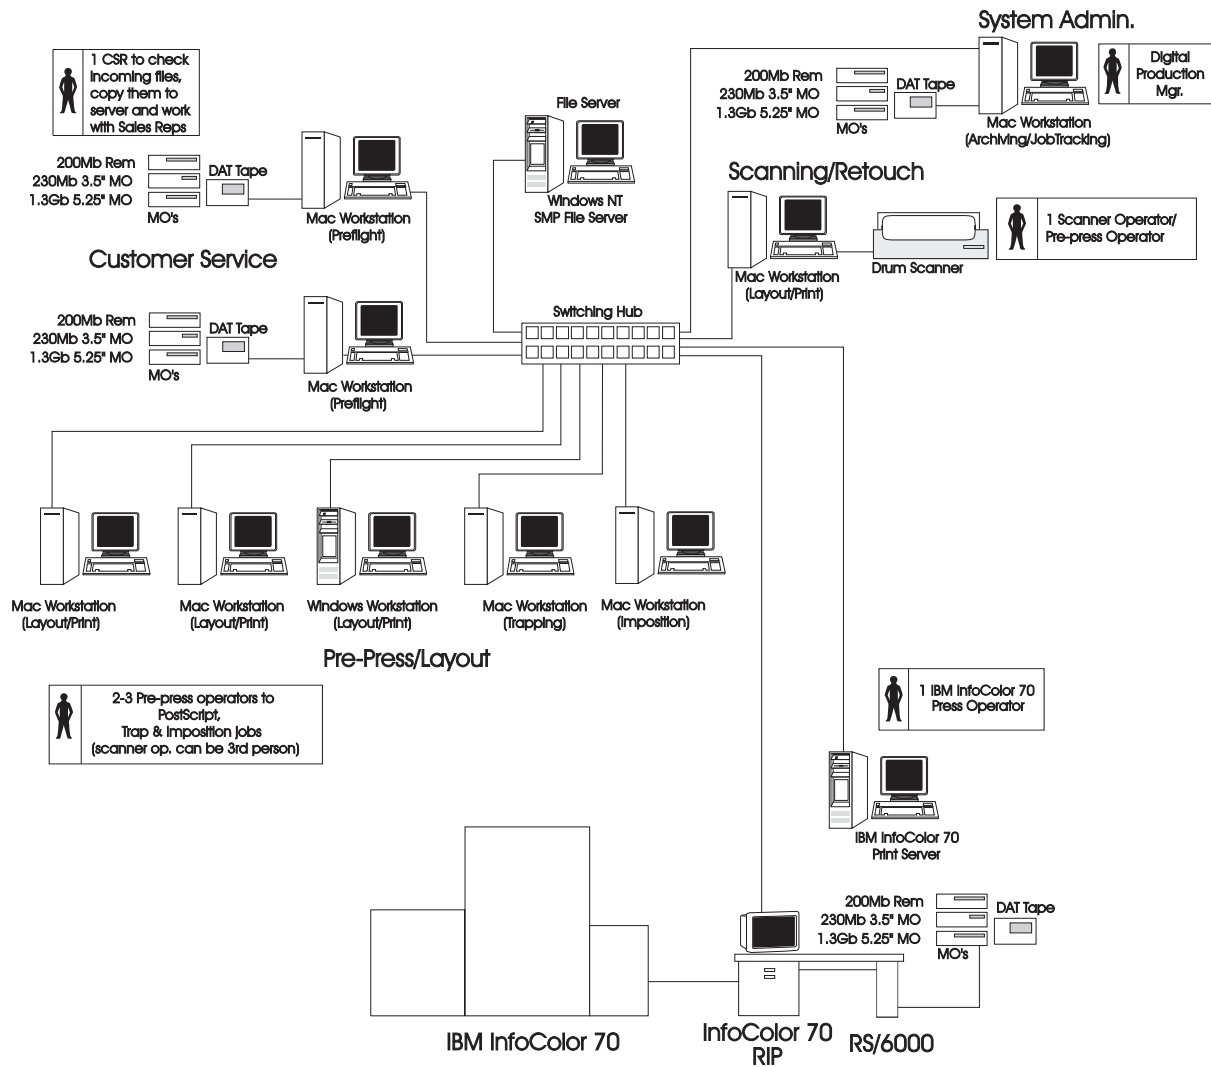 System Admin.
1 CSR to check
incoming files,
copy them to
server and work
with Sales Reps
Digital
Production
Mgr.
200Mb Rem
230Mb 3.5" MO
1.3Gb 5.25" MO
MO's
DAT Tape
Mac Workstation
(Archiving/JobTracking)
File Server
Windows NT
SMP File Server
200Mb Rem
230Mb 3.5" MO
1.3Gb 5.25" MO
MO's
DAT Tape
Mac Workstation
(Preflight)
Scanning/Retouch
1 Scanner Operator/
Pre-press Operator
Mac Workstation
(Layout/Print)
Drum Scanner
Customer Service
Switching Hub
200Mb Rem
230Mb 3.5" MO
1.3Gb 5.25" MO
MO's
DAT Tape
Mac Workstation
(Preflight)
Mac Workstation
(Layout/Print)
Mac Workstation
(Layout/Print)
Windows Workstation
(Layout/Print)
Mac Workstation
(Trapping)
Mac Workstation
(Imposition)
Pre-Press/Layout
2-3 Pre-press operators to
PostScript,
Trap & Imposition jobs
(scanner op. can be 3rd person)
1 IBM InfoColor 70
Press Operator
IBM InfoColor 70
Print Server
200Mb Rem
230Mb 3.5" MO
1.3Gb 5.25" MO
MO's
DAT Tape
IBM InfoColor 70
InfoColor 70
RIP
RS/6000